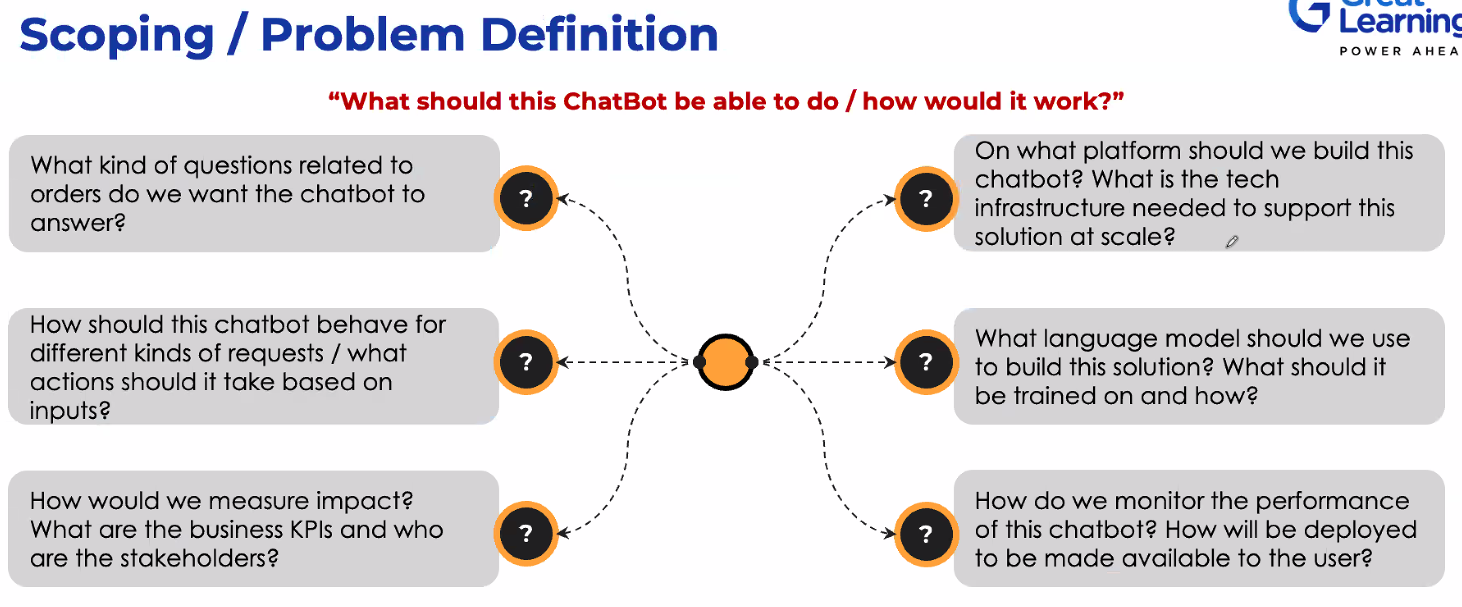 Scoping / Problem Definition
Great
Learning
POWER AHEA
“What should this ChatBot be able to do / how would it work?”
What kind of questions related to
orders do we want the chatbot to
answer?
?
How should this chatbot behave for
different kinds of requests / what
actions should it take based on
inputs?
?
How would we measure impact?
What are the business KPIs and who
are the stakeholders?
?
?
On what platform should we build this
chatbot? What is the tech
infrastructure needed to support this
solution at scale?
?
What language model should we use
to build this solution? What should it
be trained on and how?
?
How do we monitor the performance
of this chatbot? How will be deployed
to be made available to the user?